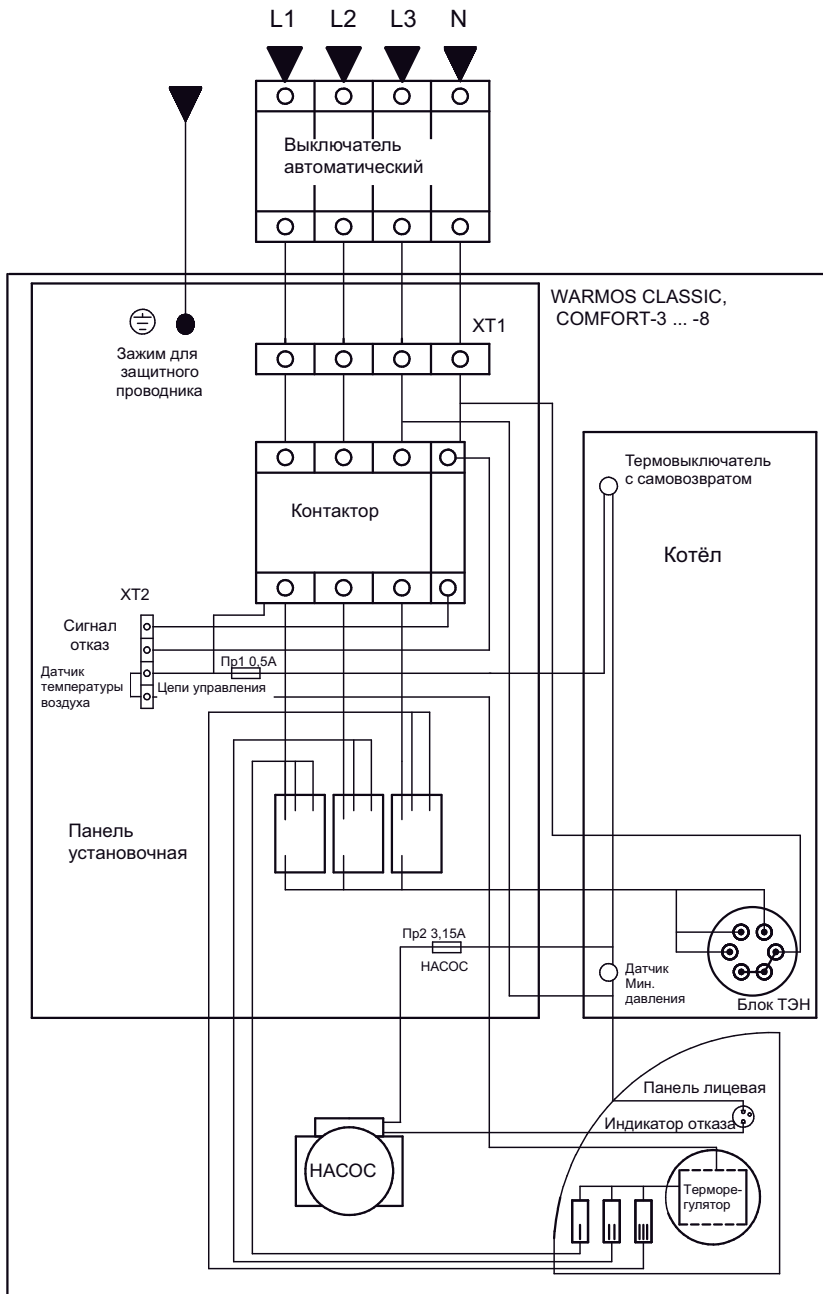 L1 L2 L3 N
Выключатель
автоматический
WARMOS CLASSIC,
COMFORT-3 ... -8
XT1
Зажим для
защитного
проводника
Термовыключатель
с самовозвратом
Контактор
Котёл
XT2
Сигнал
отказ
Пр1 0,5А
Датчик
температуры
воздуха
Цепи управления
Панель
установочная
Пр2 3,15А
НАСОС
Датчик
Мин.
давления
Блок ТЭН
Панель лицевая
Индикатор отказа
НАСОС
Терморе-
гулятор
I II III